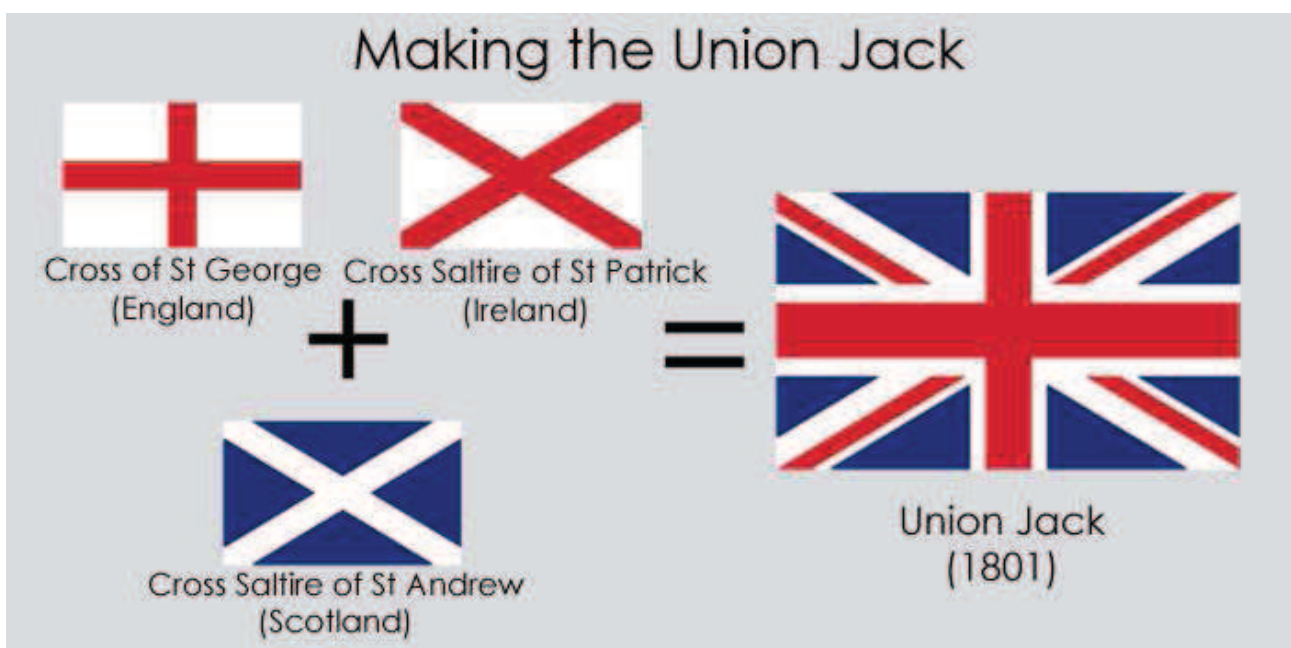 Making the Union Jack
Cross of St George
(England)
Cross Saltire of St Patrick
(Ireland)
+
=
Cross Saltire of St Andrew
(Scotland)
Union Jack
(1801)